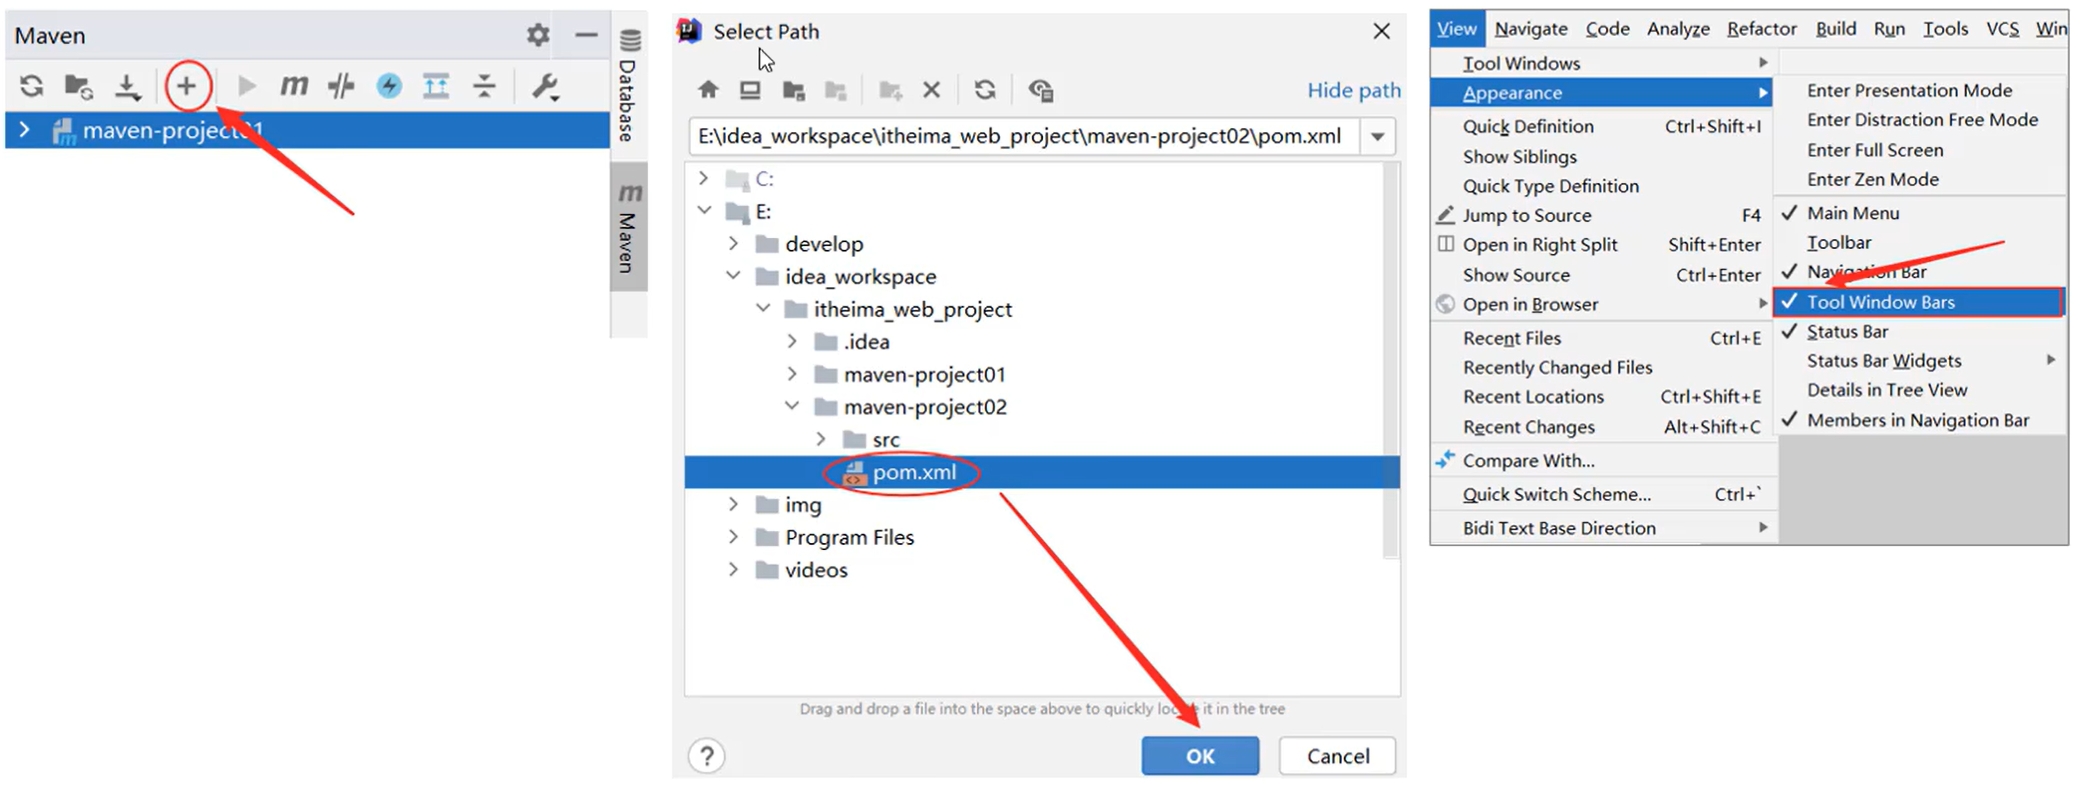 Maven
maven-project01
Database
m
Maven
Select Path
Hide path
E:\idea_workspace\itheima_web_project\maven-project02\pom.xml
C:
E:
develop
idea_workspace
itheima_web_project
.idea
maven-project01
maven-project02
src
pom.xml
img
Program Files
videos
Drag and drop a file into the space above to quickly locate it in the tree
?
OK
Cancel
View Navigate Code Analyze Refactor Build Run Tools VCS Win
Tool Windows
Appearance
Quick Definition Ctrl+Shift+I
Show Siblings
Quick Type Definition
Jump to Source F4
Open in Right Split Shift+Enter
Show Source Ctrl+Enter
Open in Browser
Recent Files Ctrl+E
Recently Changed Files
Recent Locations Ctrl+Shift+E
Recent Changes Alt+Shift+C
Compare With...
Quick Switch Scheme... Ctrl+`
Bidi Text Base Direction
Enter Presentation Mode
Enter Distraction Free Mode
Enter Full Screen
Enter Zen Mode
Main Menu
Toolbar
Navigation Bar
Tool Window Bars
Status Bar
Status Bar Widgets
Details in Tree View
Members in Navigation Bar